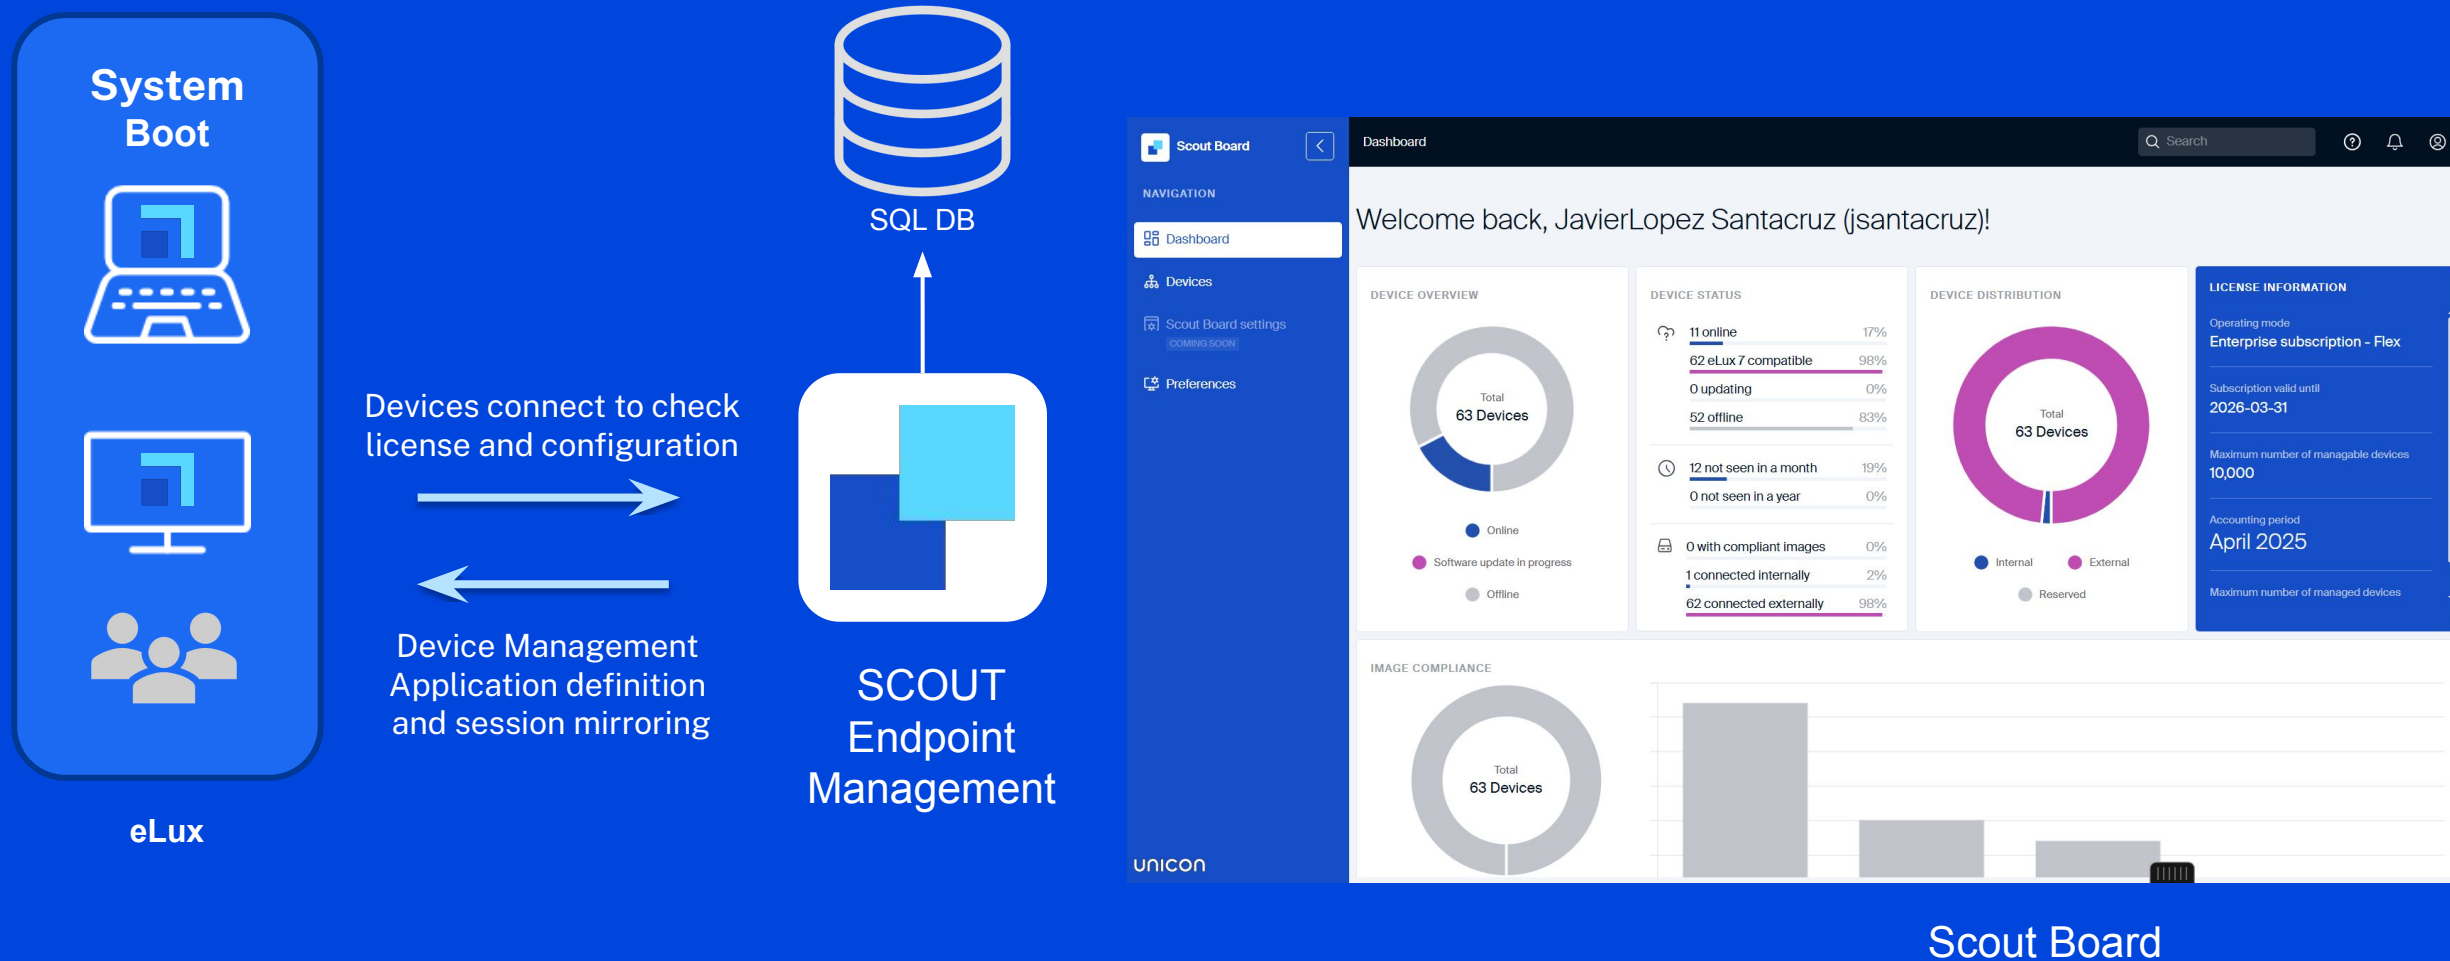 System
Boot
eLux
Devices connect to check
license and configuration
Device Management
Application definition
and session mirroring
SQL DB
SCOUT
Endpoint
Management
Scout Board
NAVIGATION
Dashboard
Devices
Scout Board settings
COMING SOON
Preferences
unicon
Dashboard
Search
Welcome back, JavierLopez Santacruz (jsantacruz)!
DEVICE OVERVIEW
Total
63 Devices
Online
Software update in progress
Offline
DEVICE STATUS
11 online 17%
62 eLux 7 compatible 98%
0 updating 0%
52 offline 83%
12 not seen in a month 19%
0 not seen in a year 0%
0 with compliant images 0%
1 connected internally 2%
62 connected externally 98%
DEVICE DISTRIBUTION
Total
63 Devices
Internal External
Reserved
LICENSE INFORMATION
Operating mode
Enterprise subscription - Flex
Subscription valid until
2026-03-31
Maximum number of managable devices
10,000
Accounting period
April 2025
Maximum number of managed devices
IMAGE COMPLIANCE
Total
63 Devices
Scout Board